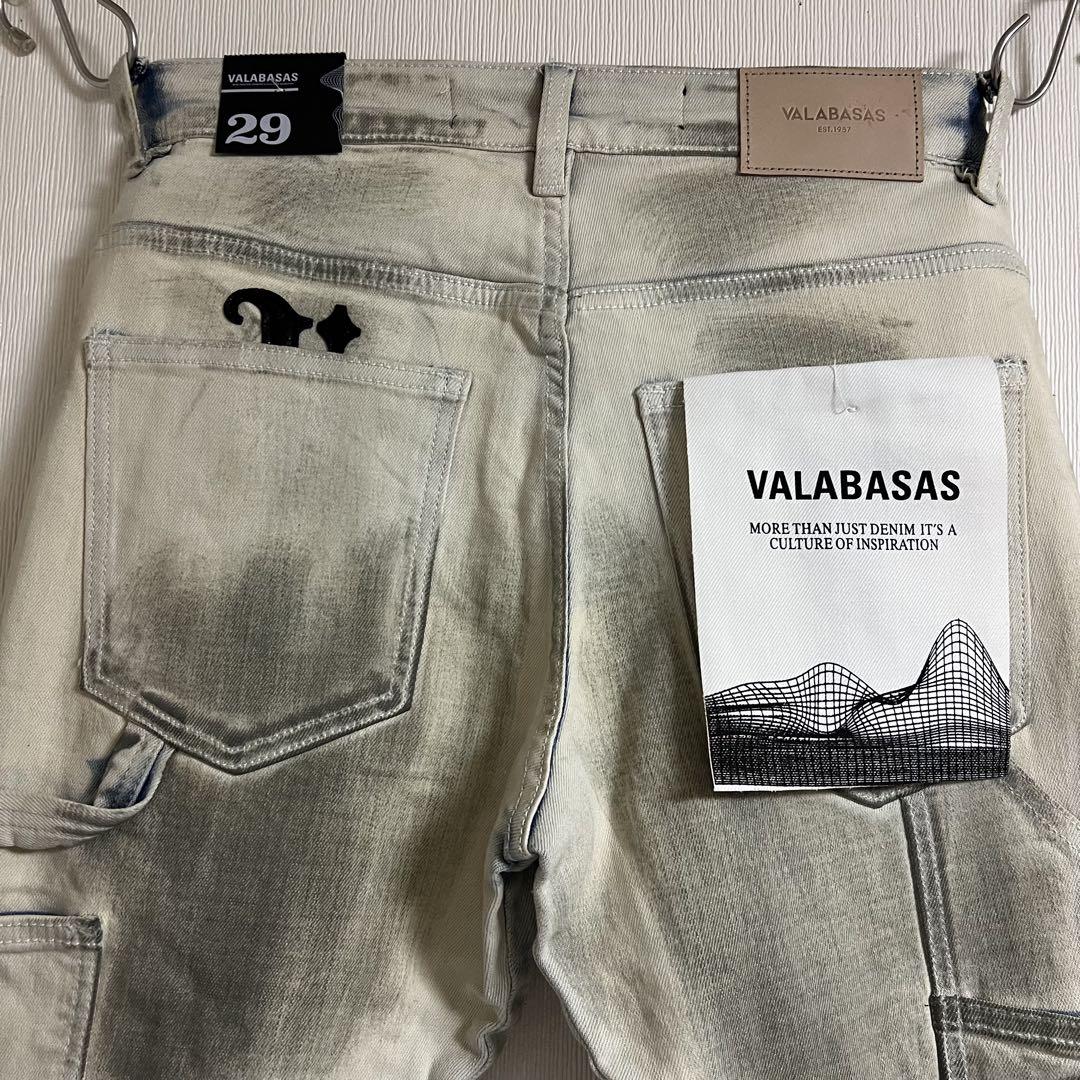 VALABASAS
29
VALABASAS
EST.1957
VALABASAS
MORE THAN JUST DENIM IT'S A
CULTURE OF INSPIRATION